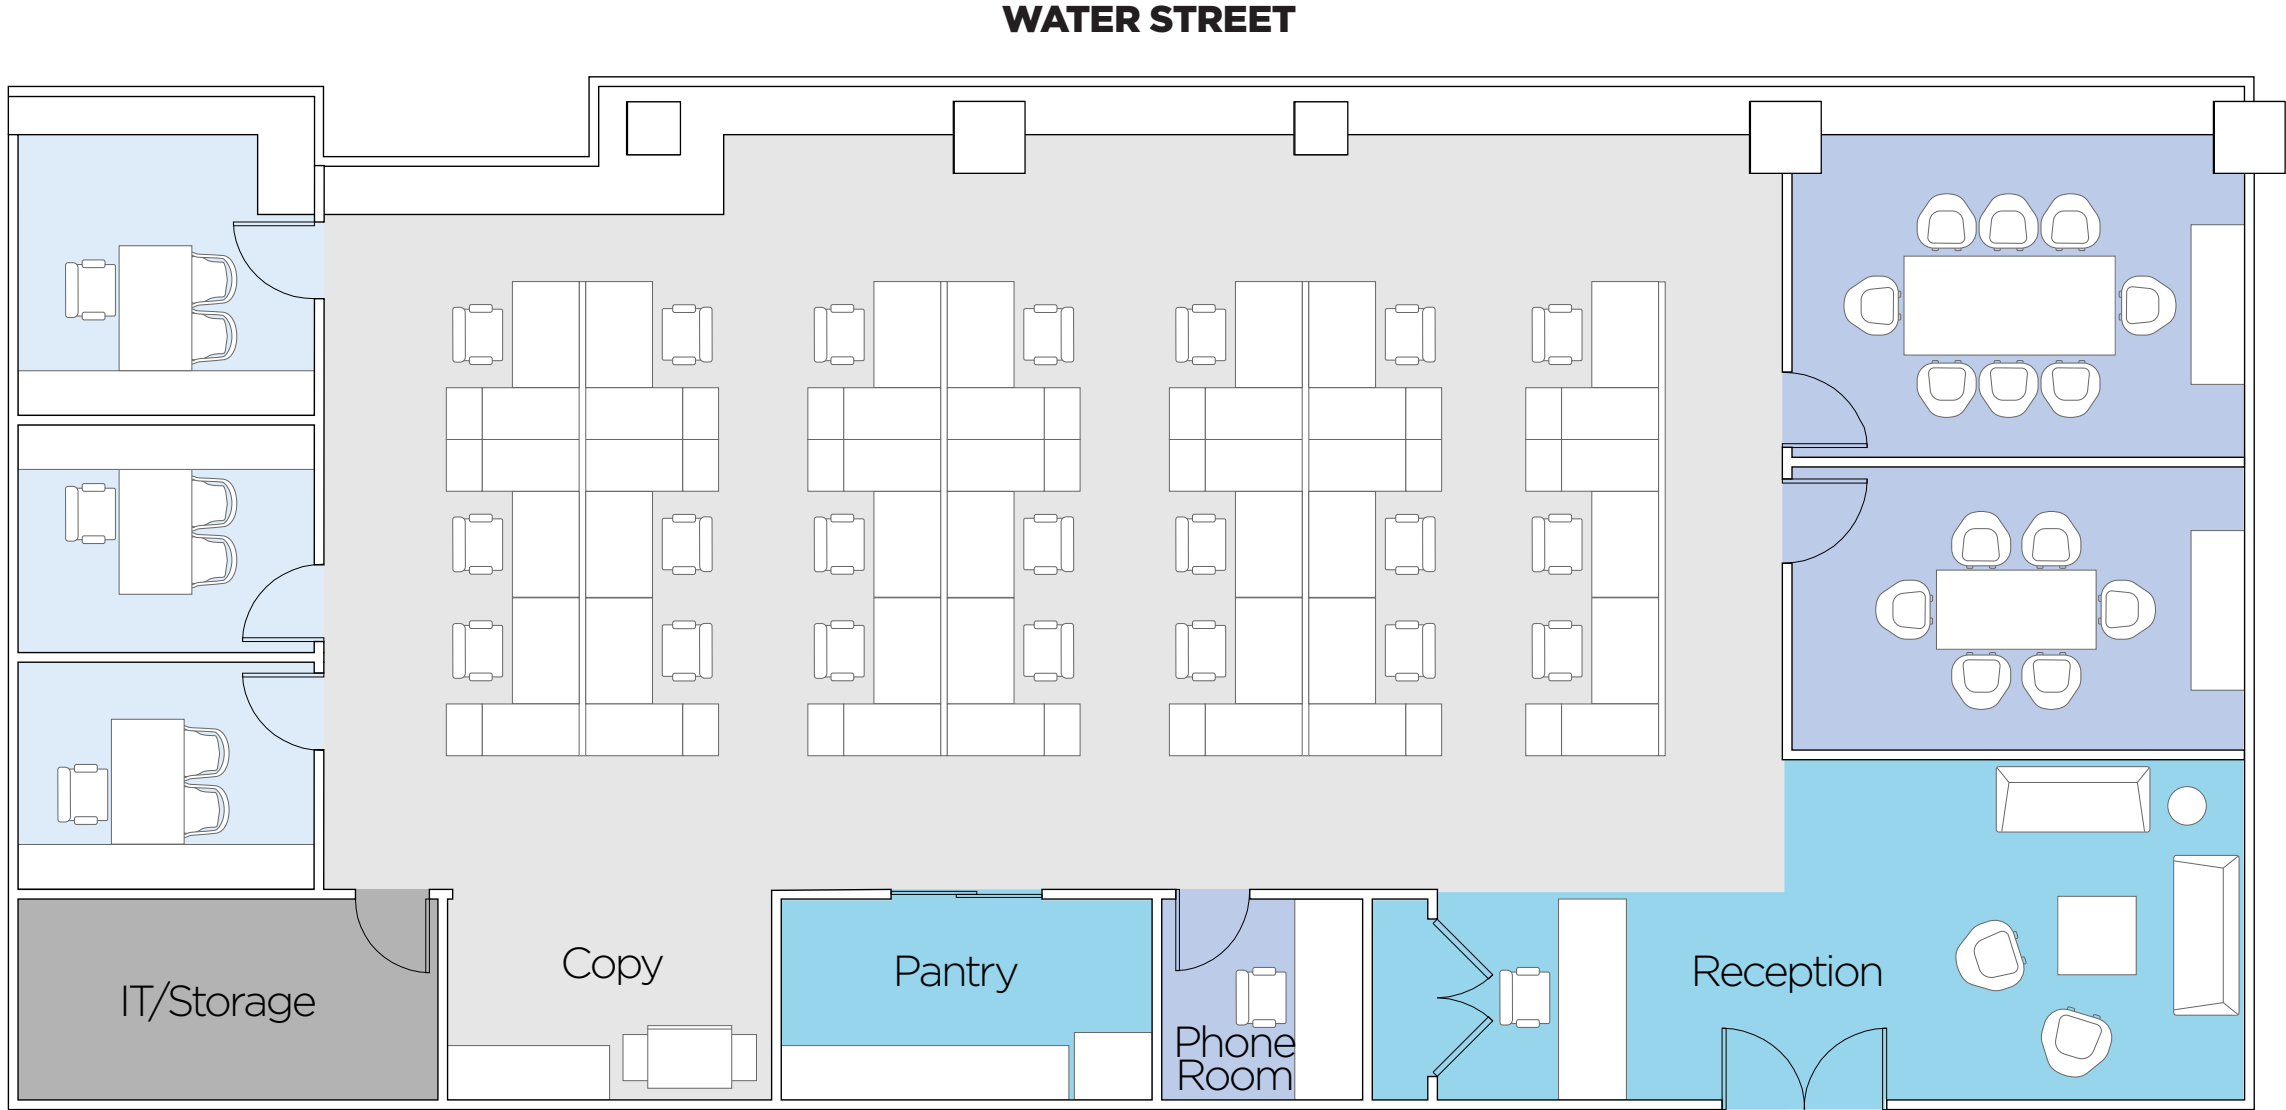 WATER STREET
Copy
Pantry
Reception
IT/Storage
Phone
Room